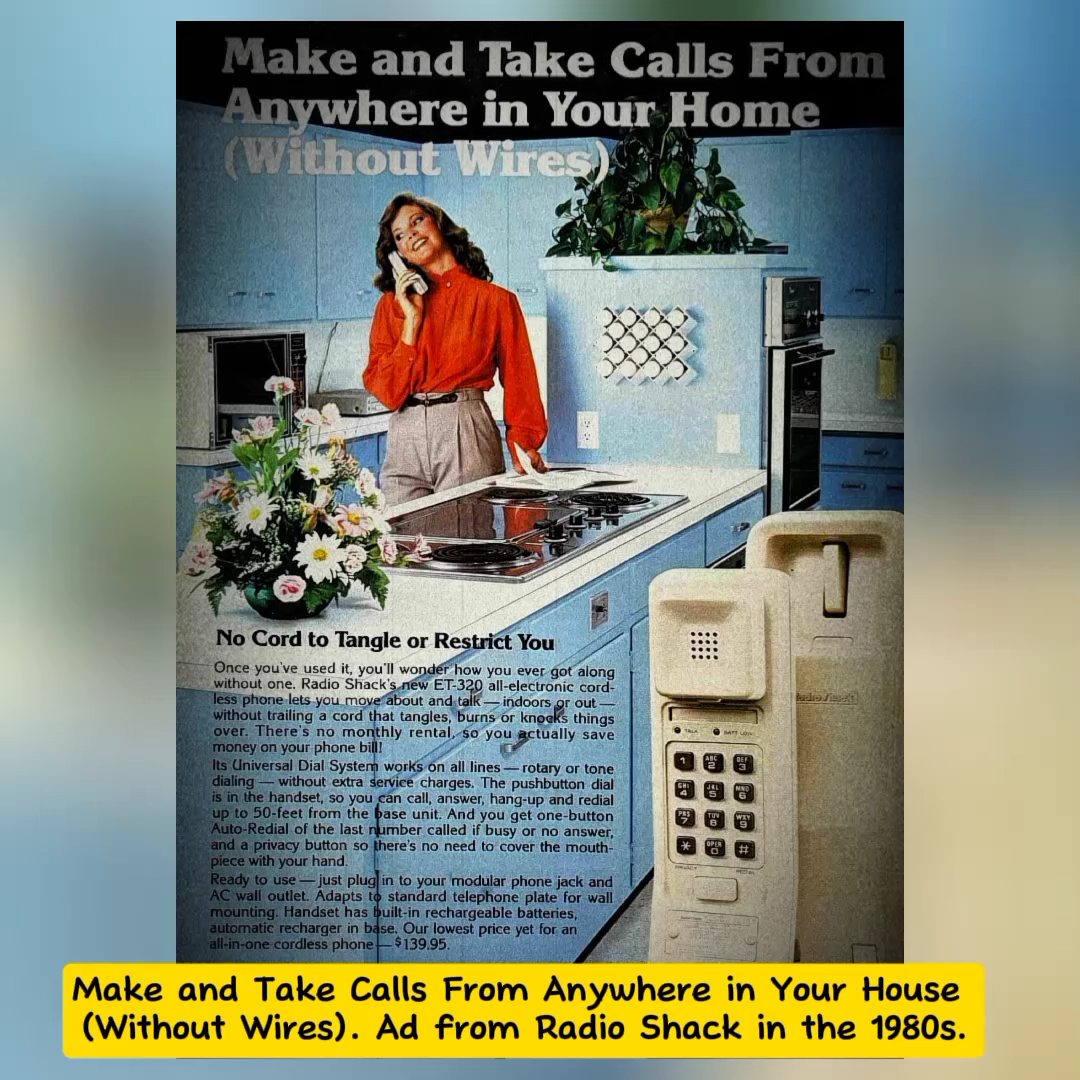 Make and Take Calls From
Anywhere in Your Home
(Without Wires)
No Cord to Tangle or Restrict You
Once you've used it, you'll wonder how you ever got along
without one. Radio Shack's new ET-320 all-electronic cord-
less phone lets you move about and talk — indoors or out —
without trailing a cord that tangles, burns or knocks things
over. There's no monthly rental, so you actually save
money on your phone bill!
Its Universal Dial System works on all lines — rotary or tone
dialing — without extra service charges. The pushbutton dial
is in the handset, so you can call, answer, hang-up and redial
up to 50-feet from the base unit. And you get one-button
Auto-Redial of the last number called if busy or no answer,
and a privacy button so there's no need to cover the mouth-
piece with your hand.
Ready to use — just plug in to your modular phone jack and
AC wall outlet. Adapts to standard telephone plate for wall
mounting. Handset has built-in rechargeable batteries,
automatic recharger in base. Our lowest price yet for an
all-in-one cordless phone — $139.95.
Radio Shack
TALK BATT LOW
1 ABC 2 DEF 3
GHI 4 JKL 5 MNO 6
PRS 7 TUV 8 WXY 9
* OPER 0 #
PRIVACY REDIAL
Make and Take Calls From Anywhere in Your House
(Without Wires). Ad from Radio Shack in the 1980s.